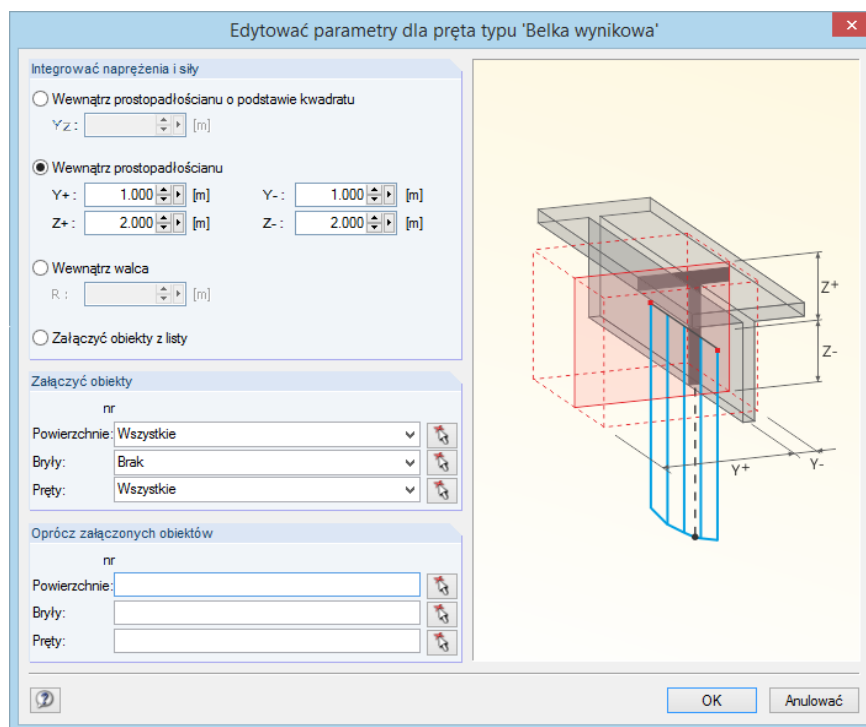 Edytować parametry dla pręta typu 'Belka wynikowa'
Integrować naprężenia i siły
Wewnątrz prostopadłościanu o podstawie kwadratu
Yz : [m]
Wewnątrz prostopadłościanu
Y+ : 1.000 [m] Y- : 1.000 [m]
Z+ : 2.000 [m] Z- : 2.000 [m]
Wewnątrz walca
R : [m]
Załączyć obiekty z listy
Załączyć obiekty
nr
Powierzchnie: Wszystkie
Bryły: Brak
Pręty: Wszystkie
Oprócz załączonych obiektów
nr
Powierzchnie:
Bryły:
Pręty:
Z+
Z-
Y+
Y-
OK Anulować